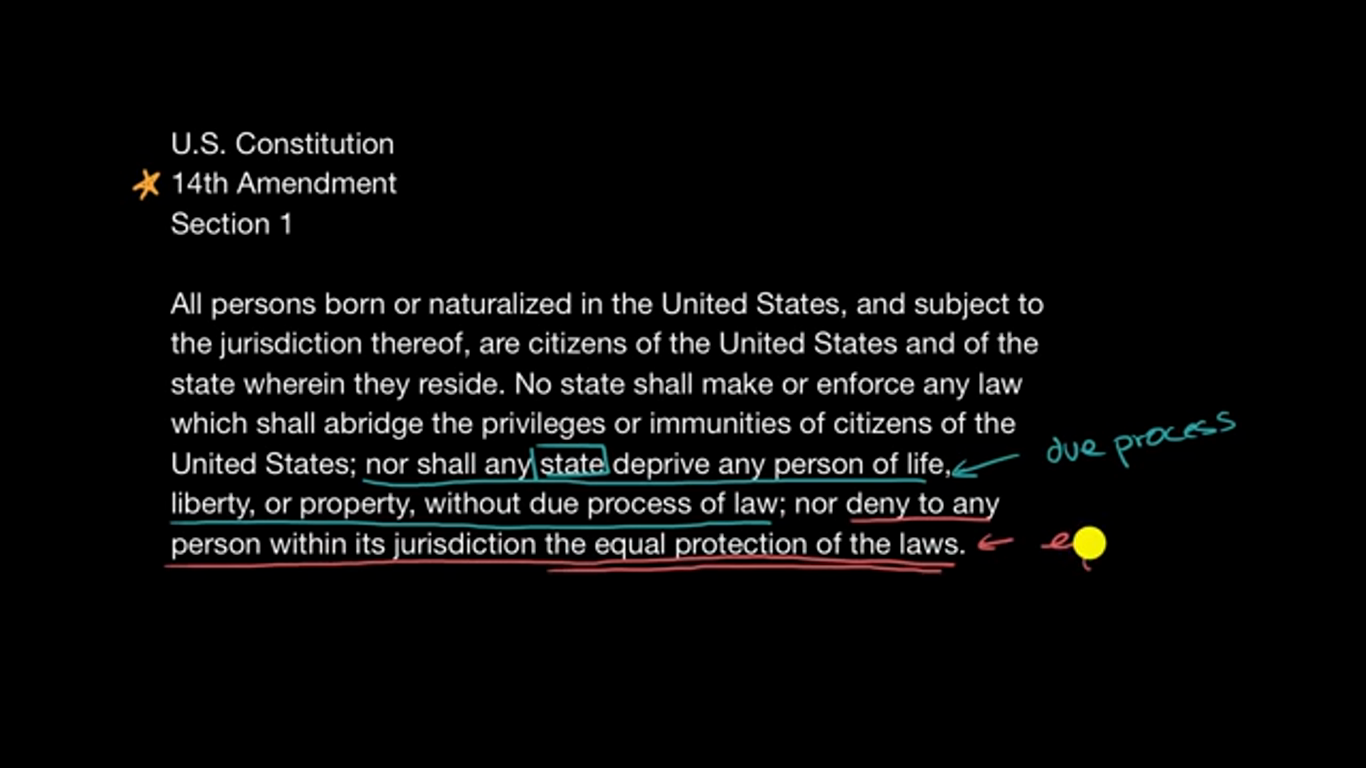 U.S. Constitution
14th Amendment
Section 1
All persons born or naturalized in the United States, and subject to
the jurisdiction thereof, are citizens of the United States and of the
state wherein they reside. No state shall make or enforce any law
which shall abridge the privileges or immunities of citizens of the
United States; nor shall any state deprive any person of life,
due process
liberty, or property, without due process of law; nor deny to any
person within its jurisdiction the equal protection of the laws.